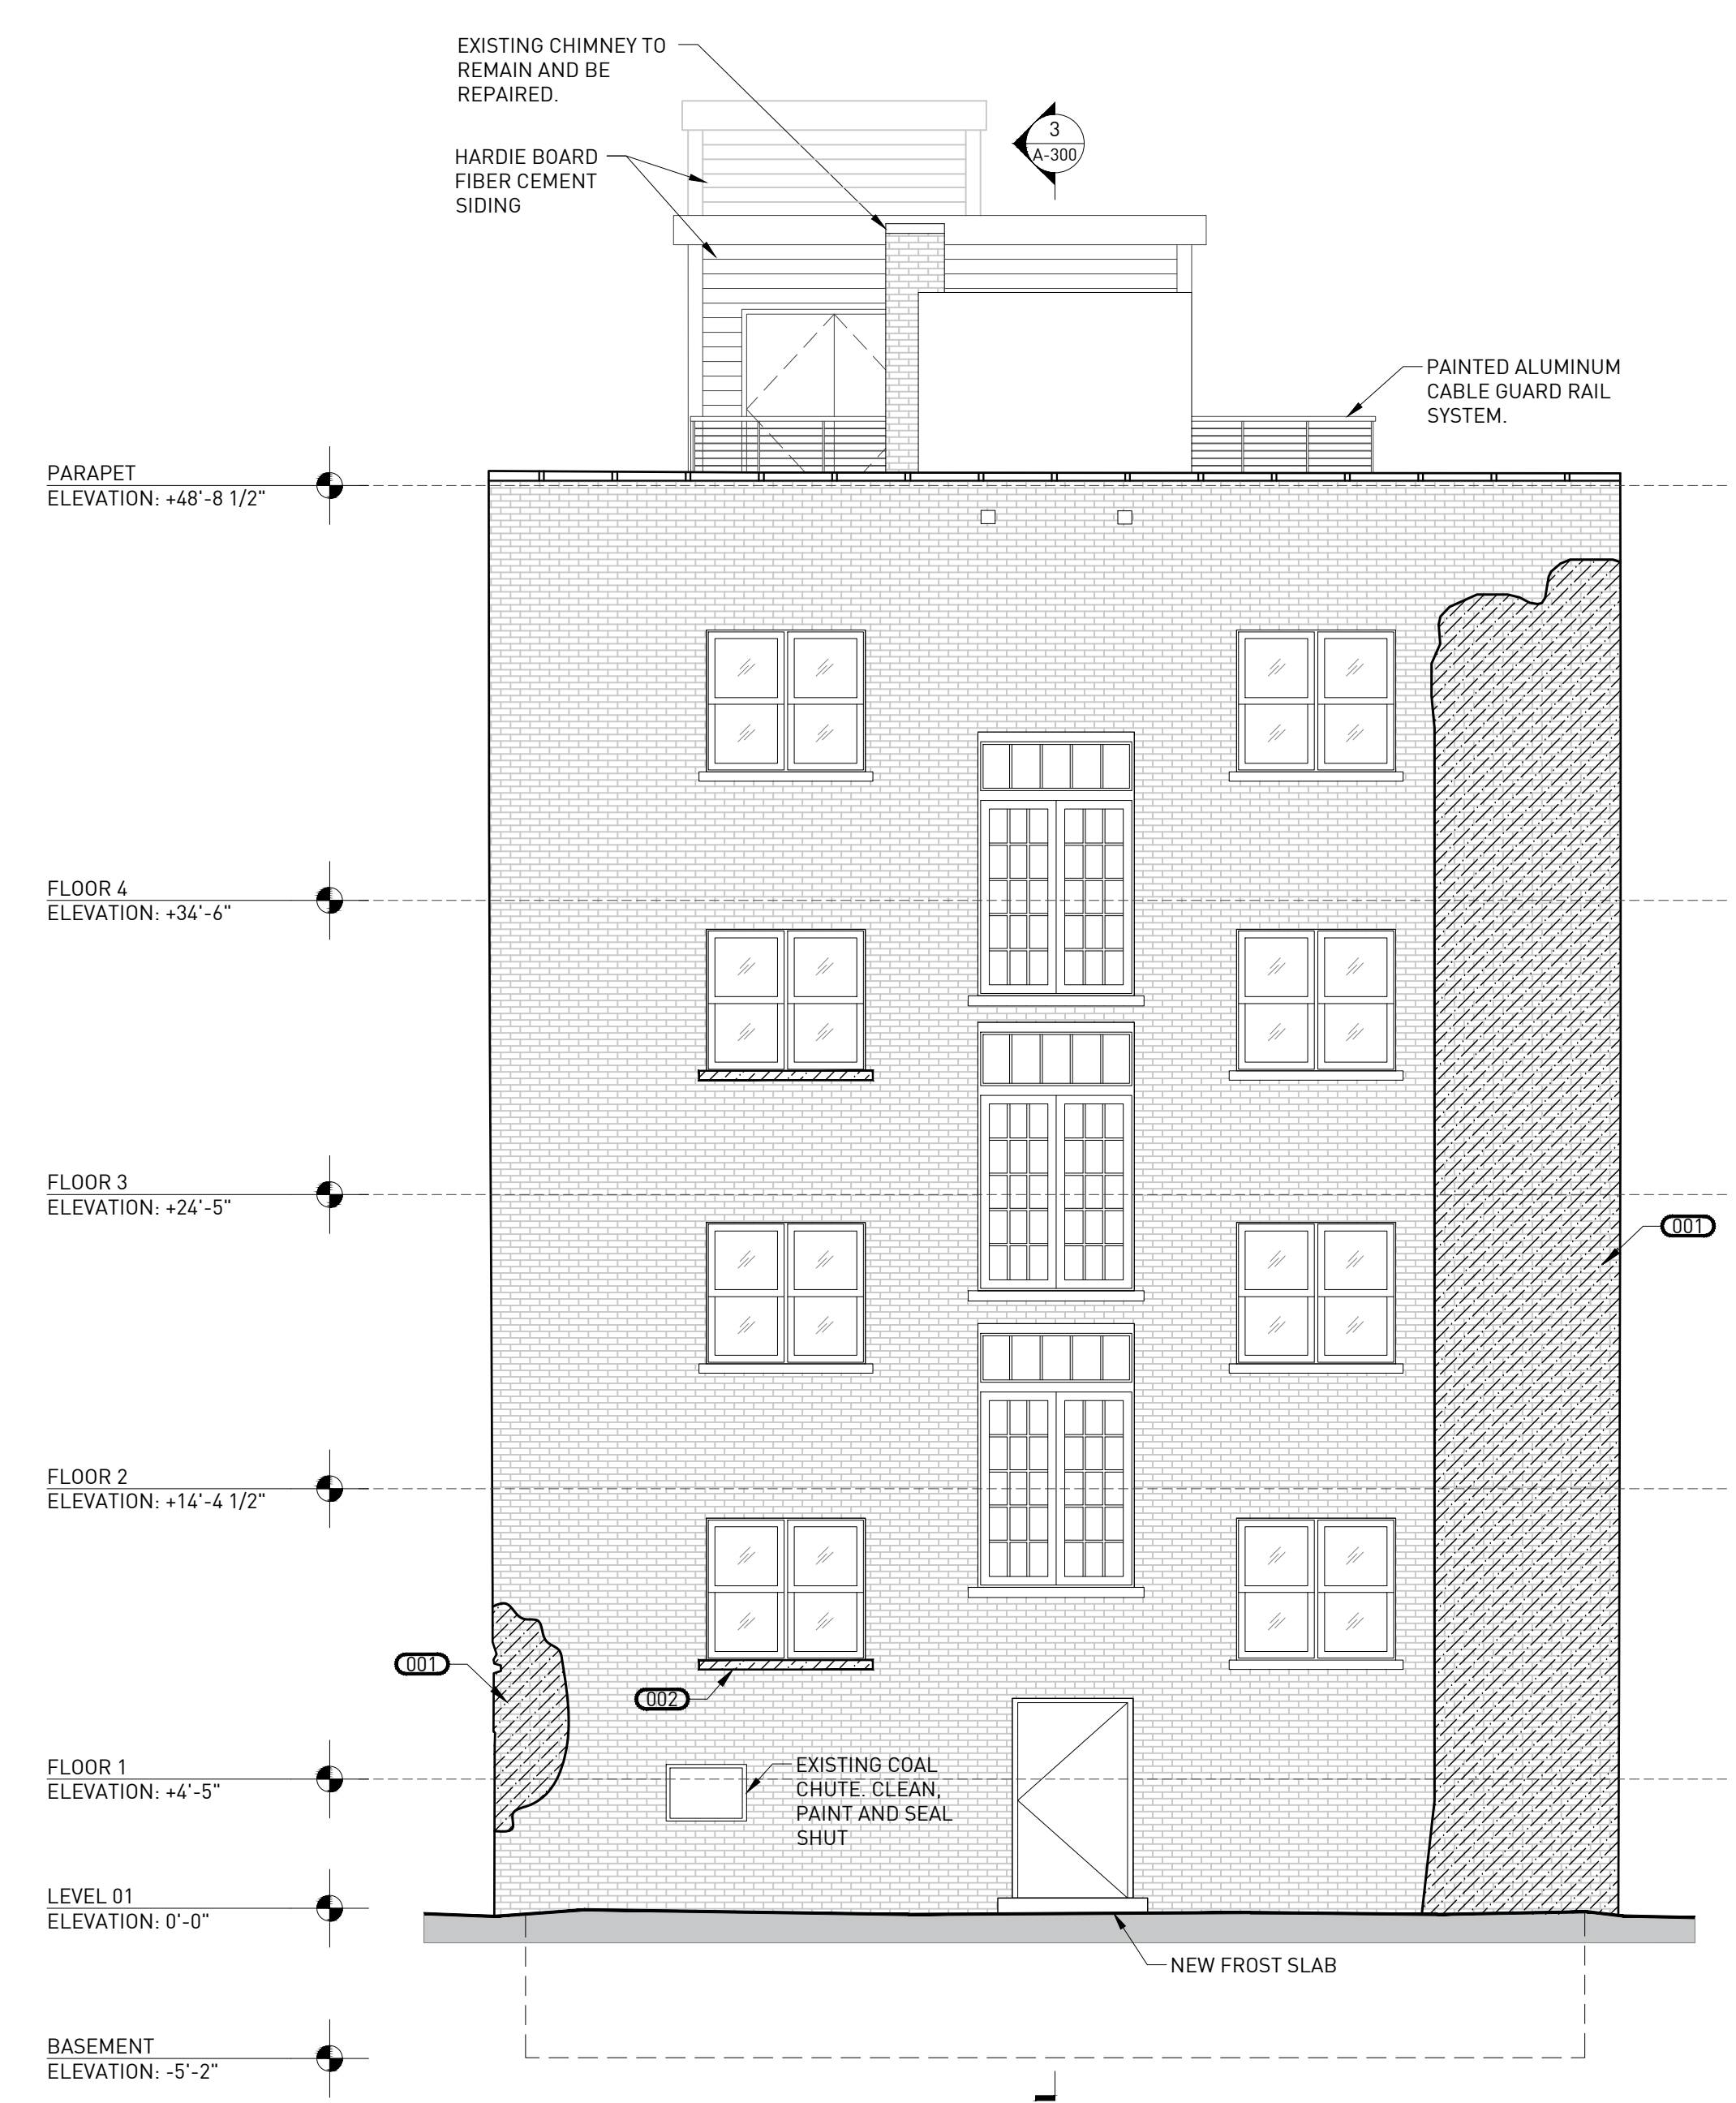 EXISTING CHIMNEY TO
REMAIN AND BE
REPAIRED.
3
A-300
HARDIE BOARD
FIBER CEMENT
SIDING
PAINTED ALUMINUM
CABLE GUARD RAIL
SYSTEM.
PARAPET
ELEVATION: +48'-8 1/2"
FLOOR 4
ELEVATION: +34'-6"
FLOOR 3
ELEVATION: +24'-5"
001
FLOOR 2
ELEVATION: +14'-4 1/2"
001
002
FLOOR 1
ELEVATION: +4'-5"
EXISTING COAL
CHUTE. CLEAN,
PAINT AND SEAL
SHUT
LEVEL 01
ELEVATION: 0'-0"
NEW FROST SLAB
BASEMENT
ELEVATION: -5'-2"